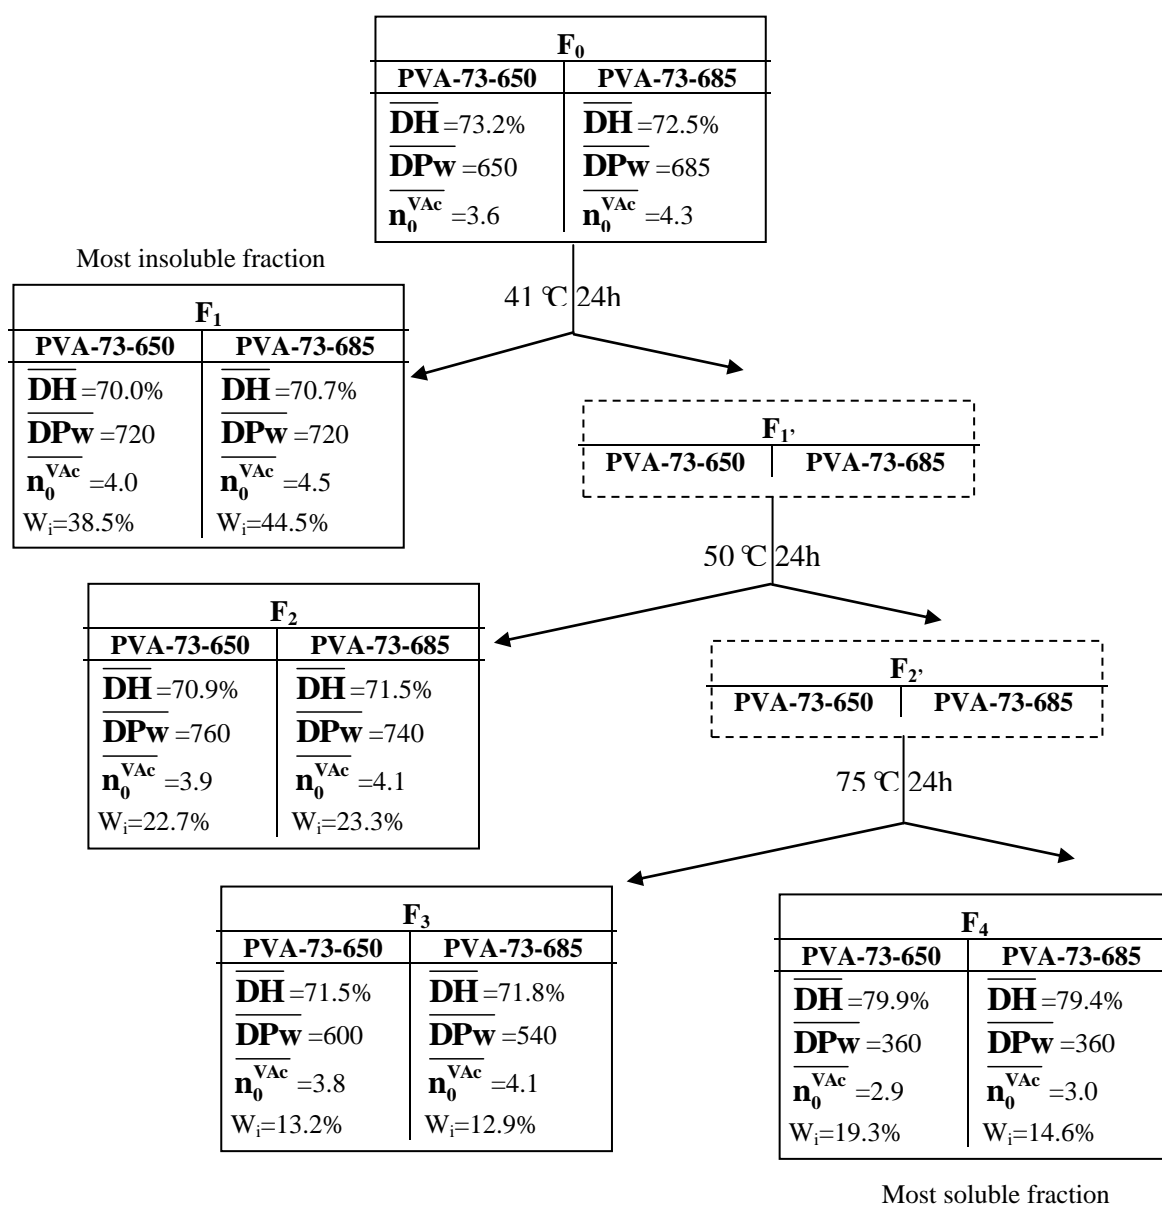 F0
PVA-73-650 PVA-73-685
DH =73.2% DH =72.5%
DPw =650 DPw =685
n0VAc =3.6 n0VAc =4.3
Most insoluble fraction
41 ℃ 24h
F1
PVA-73-650 PVA-73-685
DH =70.0% DH =70.7%
DPw =720 DPw =720
n0VAc =4.0 n0VAc =4.5
Wi=38.5% Wi=44.5%
F1’
PVA-73-650 PVA-73-685
50 ℃ 24h
F2
PVA-73-650 PVA-73-685
DH =70.9% DH =71.5%
DPw =760 DPw =740
n0VAc =3.9 n0VAc =4.1
Wi=22.7% Wi=23.3%
F2’
PVA-73-650 PVA-73-685
75 ℃ 24h
F3
PVA-73-650 PVA-73-685
DH =71.5% DH =71.8%
DPw =600 DPw =540
n0VAc =3.8 n0VAc =4.1
Wi=13.2% Wi=12.9%
F4
PVA-73-650 PVA-73-685
DH =79.9% DH =79.4%
DPw =360 DPw =360
n0VAc =2.9 n0VAc =3.0
Wi=19.3% Wi=14.6%
Most soluble fraction